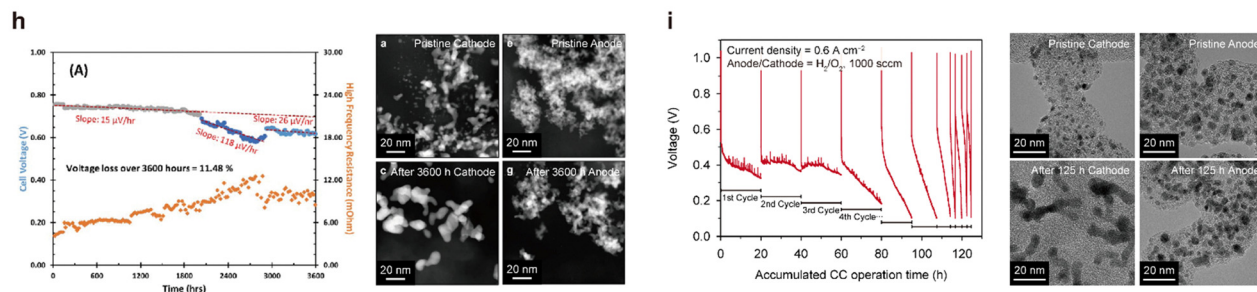 h
(A)
Cell Voltage (V)
1.00
0.80
0.60
0.40
0.20
0.00
High Frequency Resistance (mOhm)
30.00
24.00
18.00
12.00
6.00
0.00
Slope: 15 µV/hr
Slope: 118 µV/hr
Slope: 26 µV/hr
Voltage loss over 3600 hours = 11.48 %
0 600 1200 1800 2400 3000 3600
Time (hrs)
a Pristine Cathode
20 nm
e Pristine Anode
20 nm
c After 3600 h Cathode
20 nm
g After 3600 h Anode
20 nm
i
Voltage (V)
1.0
0.8
0.6
0.4
0.2
0.0
Current density = 0.6 A cm⁻²
Anode/Cathode = H₂/O₂, 1000 sccm
1st Cycle
2nd Cycle
3rd Cycle
4th Cycle···
0 20 40 60 80 100 120
Accumulated CC operation time (h)
Pristine Cathode
20 nm
Pristine Anode
20 nm
After 125 h Cathode
20 nm
After 125 h Anode
20 nm